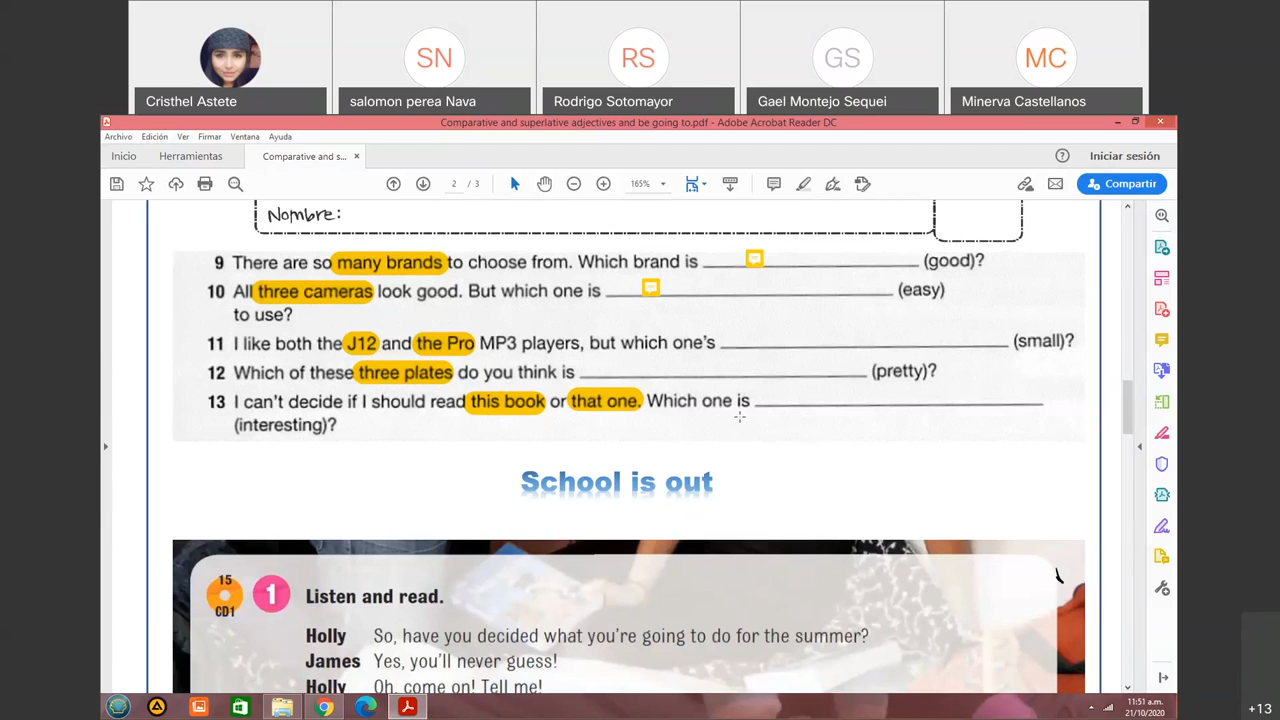 SN
RS
GS
MC
Cristhel Astete
salomon perea Nava
Rodrigo Sotomayor
Gael Montejo Sequei
Minerva Castellanos
Comparative and superlative adjectives and be going to.pdf - Adobe Acrobat Reader DC
Archivo Edición Ver Firmar Ventana Ayuda
Inicio Herramientas Comparative and s... × Iniciar sesión
2 / 3 165% Compartir
Nombre:
9 There are so many brands to choose from. Which brand is ____ (good)?
10 All three cameras look good. But which one is ____ (easy)
to use?
11 I like both the J12 and the Pro MP3 players, but which one's ____ (small)?
12 Which of these three plates do you think is ____ (pretty)?
13 I can't decide if I should read this book or that one. Which one is ____
(interesting)?
School is out
15
CD1
1 Listen and read.
Holly So, have you decided what you're going to do for the summer?
James Yes, you'll never guess!
Holly Oh, come on! Tell me!
11:51 a.m.
21/10/2020
+13